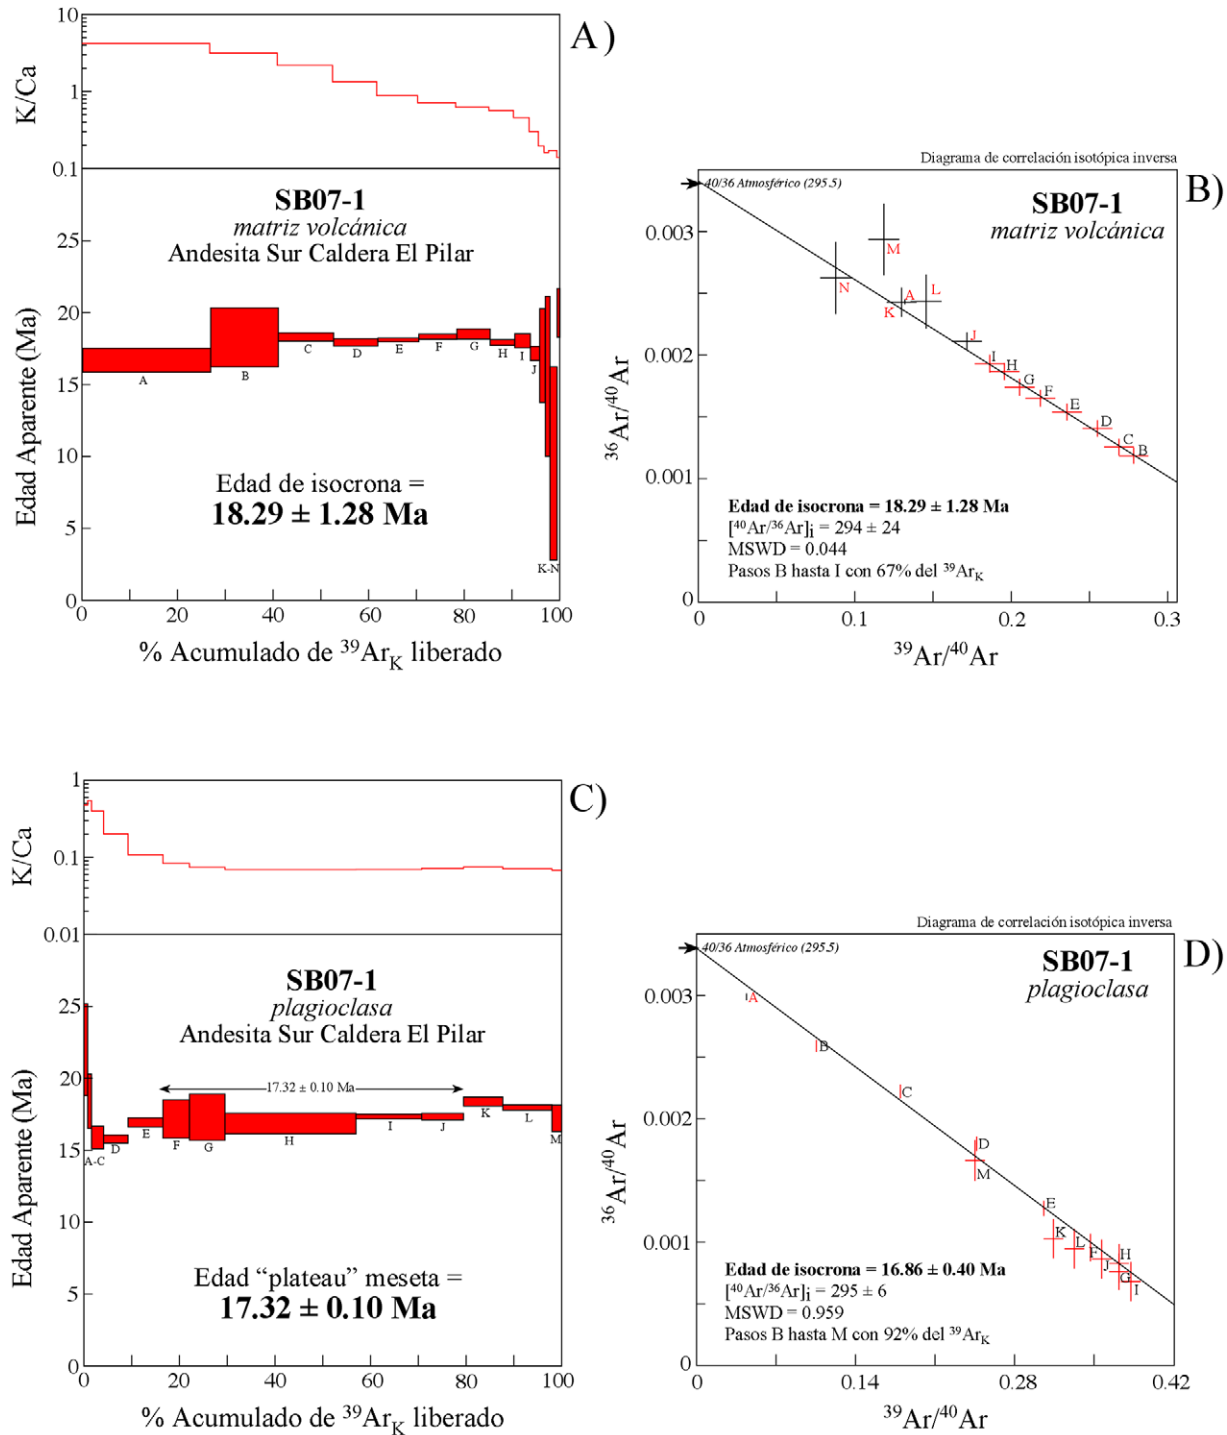 A)
10
1
0.1
K/Ca
SB07-1
matriz volcánica
Andesita Sur Caldera El Pilar
25
20
15
10
5
0
Edad Aparente (Ma)
A
B
C
D
E
F
G
H
I
J
K-N
Edad de isocrona =
18.29 ± 1.28 Ma
0 20 40 60 80 100
% Acumulado de ³⁹Ar_K liberado
B)
Diagrama de correlación isotópica inversa
40/36 Atmosférico (295.5)
SB07-1
matriz volcánica
0.003
0.002
0.001
0
³⁶Ar/⁴⁰Ar
M
N
A
L
K
J
I
H
G
F
E
D
C
B
Edad de isocrona = 18.29 ± 1.28 Ma
[⁴⁰Ar/³⁶Ar]i = 294 ± 24
MSWD = 0.044
Pasos B hasta I con 67% del ³⁹Ar_K
0 0.1 0.2 0.3
³⁹Ar/⁴⁰Ar
C)
1
0.1
0.01
K/Ca
SB07-1
plagioclasa
Andesita Sur Caldera El Pilar
25
20
15
10
5
0
Edad Aparente (Ma)
17.32 ± 0.10 Ma
A-C
D
E
F
G
H
I
J
K
L
M
Edad “plateau” meseta =
17.32 ± 0.10 Ma
0 20 40 60 80 100
% Acumulado de ³⁹Ar_K liberado
D)
Diagrama de correlación isotópica inversa
40/36 Atmosférico (295.5)
SB07-1
plagioclasa
0.003
0.002
0.001
0
³⁶Ar/⁴⁰Ar
A
B
C
D
M
E
K
L
F
J
H
G
I
Edad de isocrona = 16.86 ± 0.40 Ma
[⁴⁰Ar/³⁶Ar]i = 295 ± 6
MSWD = 0.959
Pasos B hasta M con 92% del ³⁹Ar_K
0 0.14 0.28 0.42
³⁹Ar/⁴⁰Ar